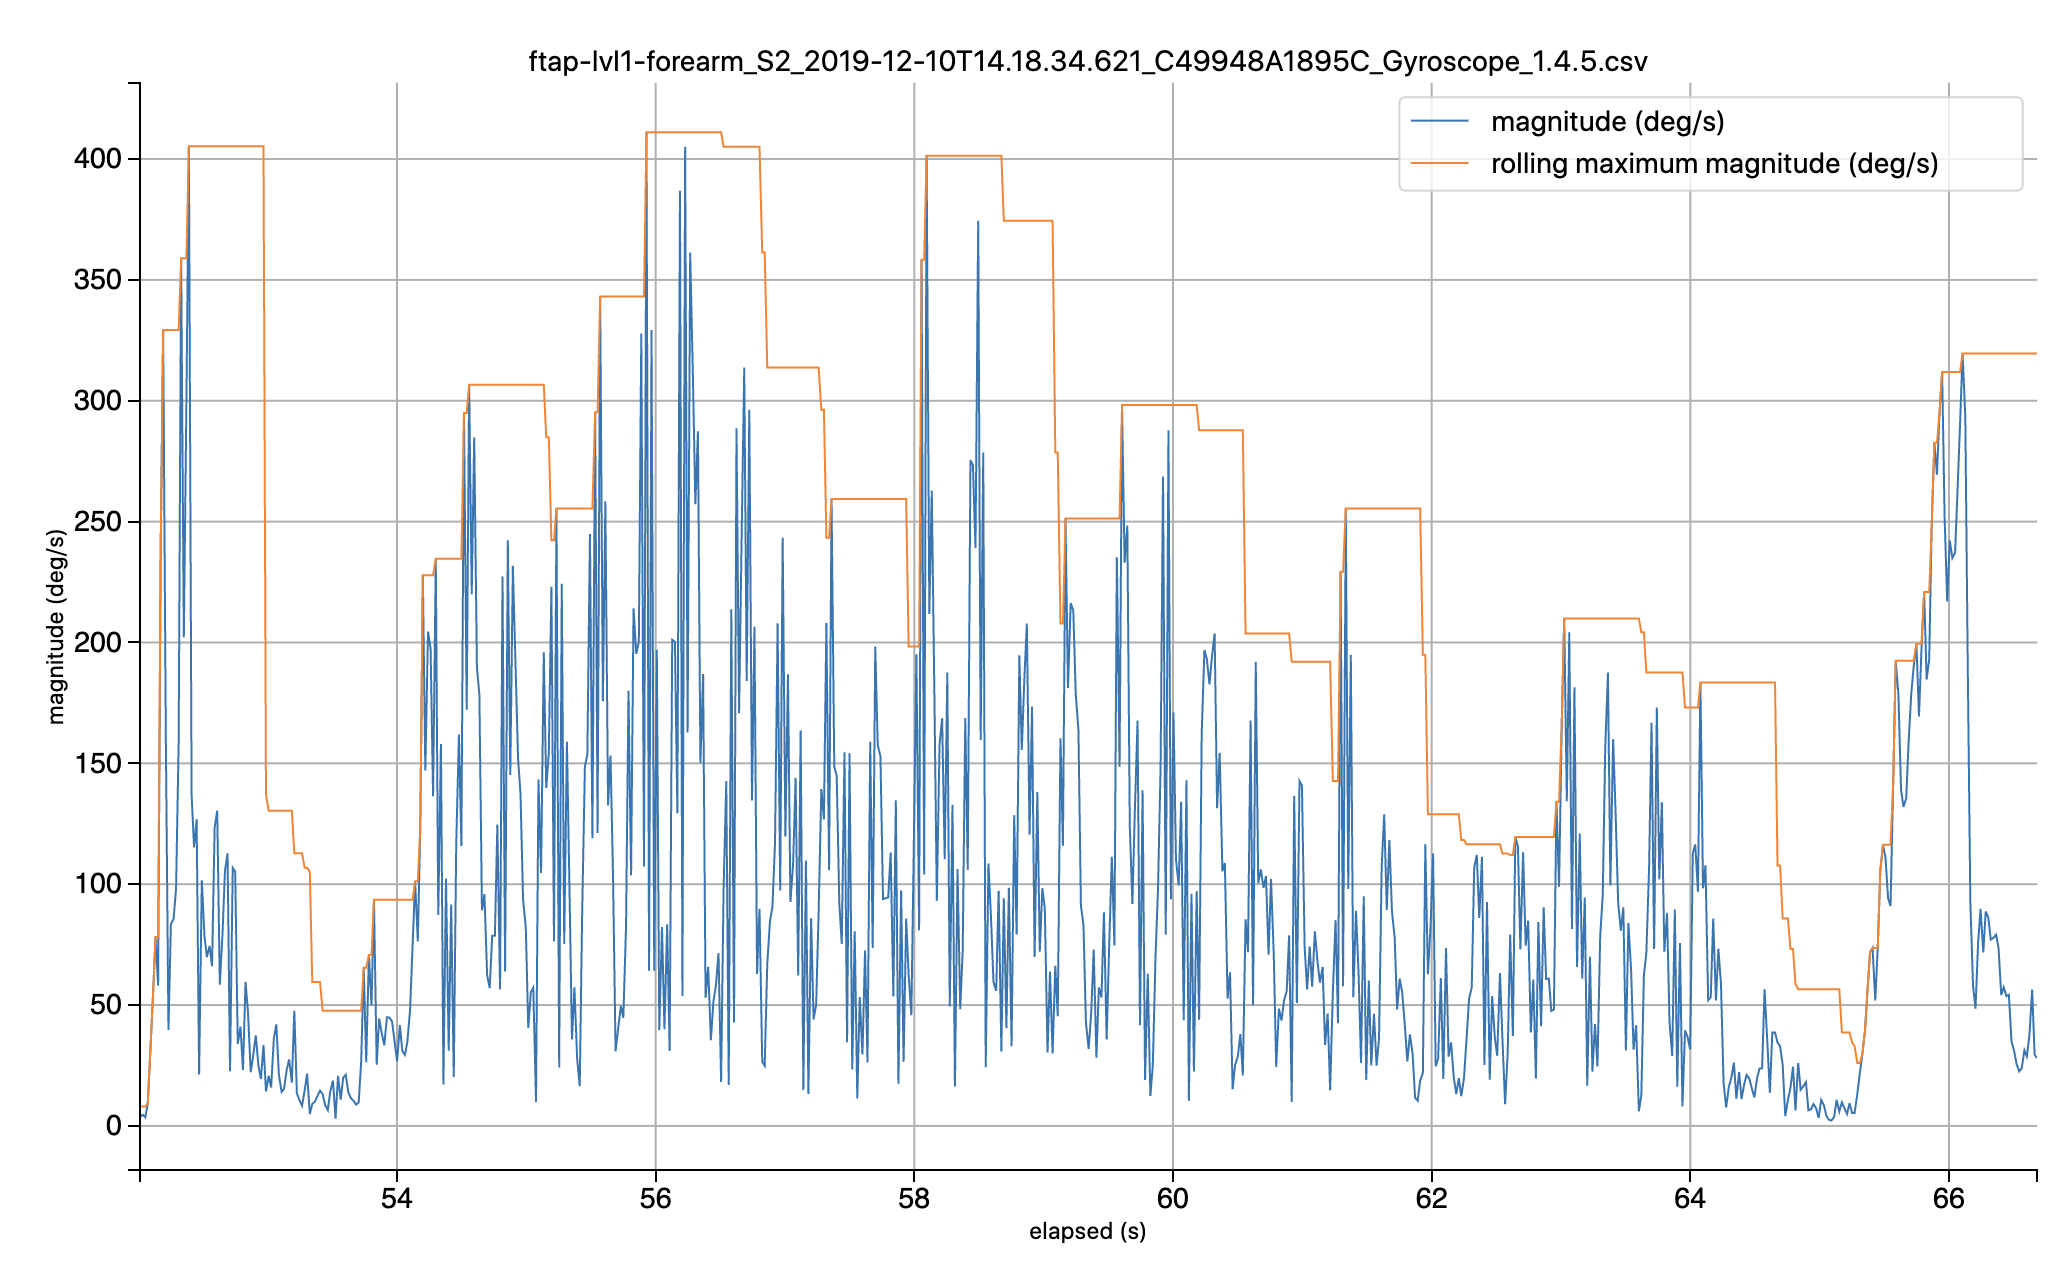 ftap-lvl1-forearm_S2_2019-12-10T14.18.34.621_C49948A1895C_Gyroscope_1.4.5.csv
magnitude (deg/s)
rolling maximum magnitude (deg/s)
400
350
300
250
200
150
100
50
0
magnitude (deg/s)
54 56 58 60 62 64 66
elapsed (s)